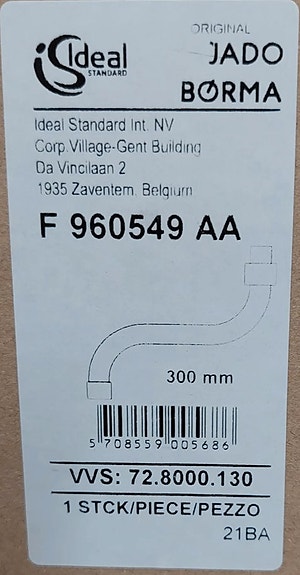 Ideal
STANDARD
ORIGINAL
JADO
BØRMA
Ideal Standard Int. NV
Corp.Village-Gent Building
Da Vincilaan 2
1935 Zaventem, Belgium
F 960549 AA
300 mm
5 708559 005686
VVS: 72.8000.130
1 STCK/PIECE/PEZZO
21BA